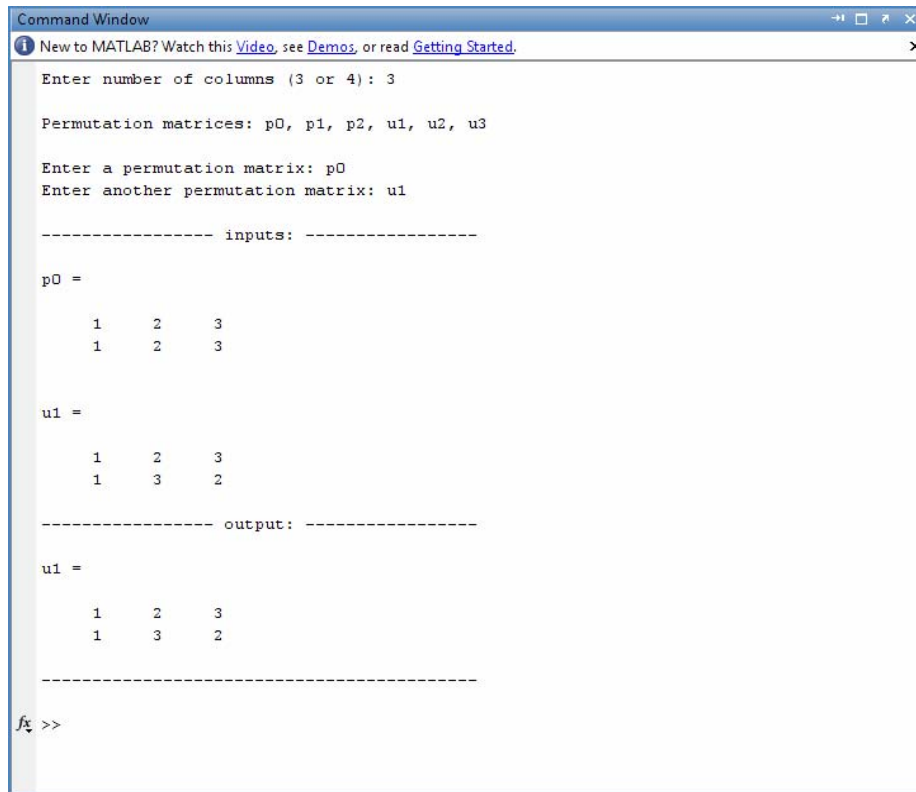 Command Window
New to MATLAB? Watch this Video, see Demos, or read Getting Started.
Enter number of columns (3 or 4): 3
Permutation matrices: p0, p1, p2, u1, u2, u3
Enter a permutation matrix: p0
Enter another permutation matrix: u1
----------------- inputs: -----------------
p0 =
1 2 3
1 2 3
u1 =
1 2 3
1 3 2
----------------- output: -----------------
u1 =
1 2 3
1 3 2
-------------------------------------------
fx >>